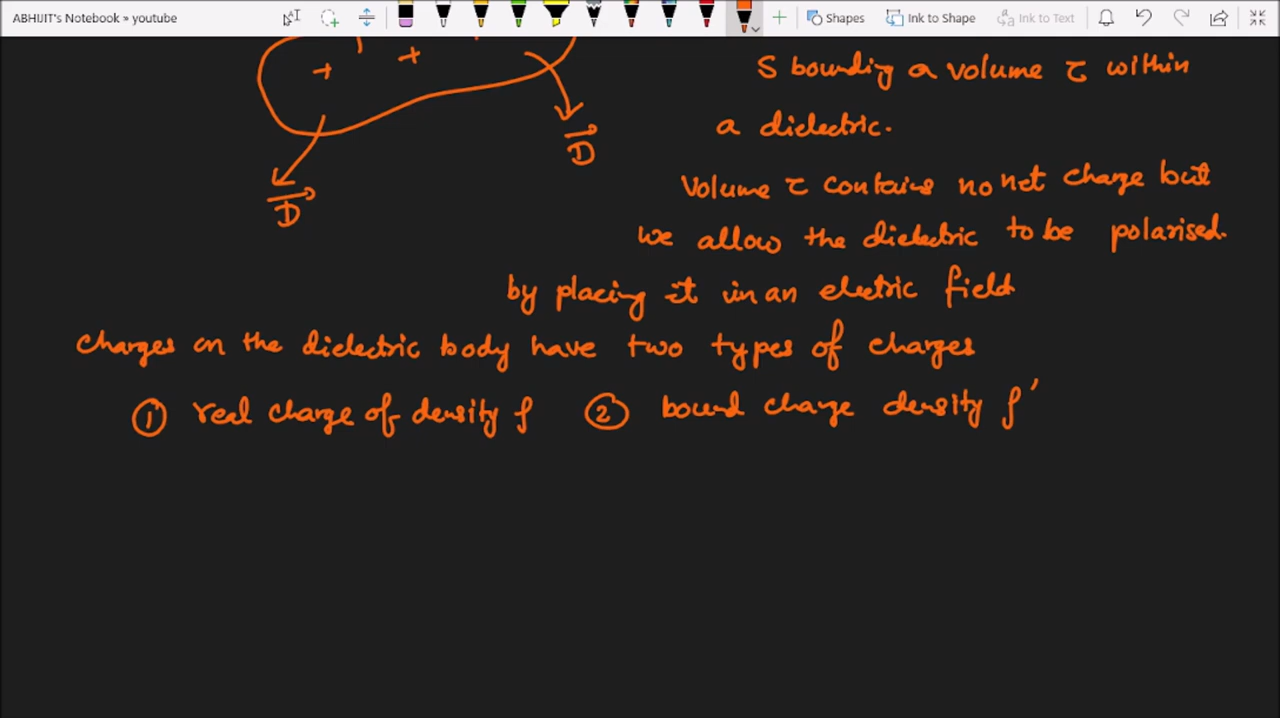 ABHIJIT's Notebook » youtube
Shapes
Ink to Shape
Ink to Text
S bounding a volume τ within
a dielectric.
D
D
Volume τ contains no net charge but
we allow the dielectric to be polarised.
by placing it in an electric field
charges on the dielectric body have two types of charges
① real charge of density ρ ② bound charge density ρ'